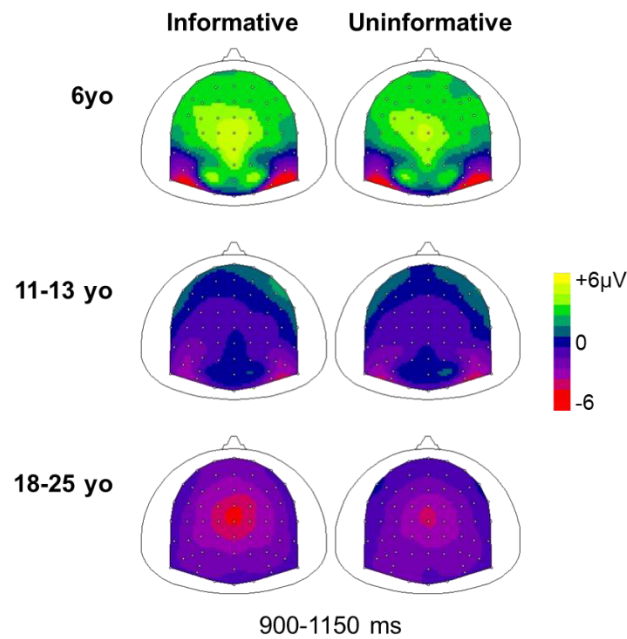 Informative Uninformative
6yo
11-13 yo
+6µV
0
-6
18-25 yo
900-1150 ms